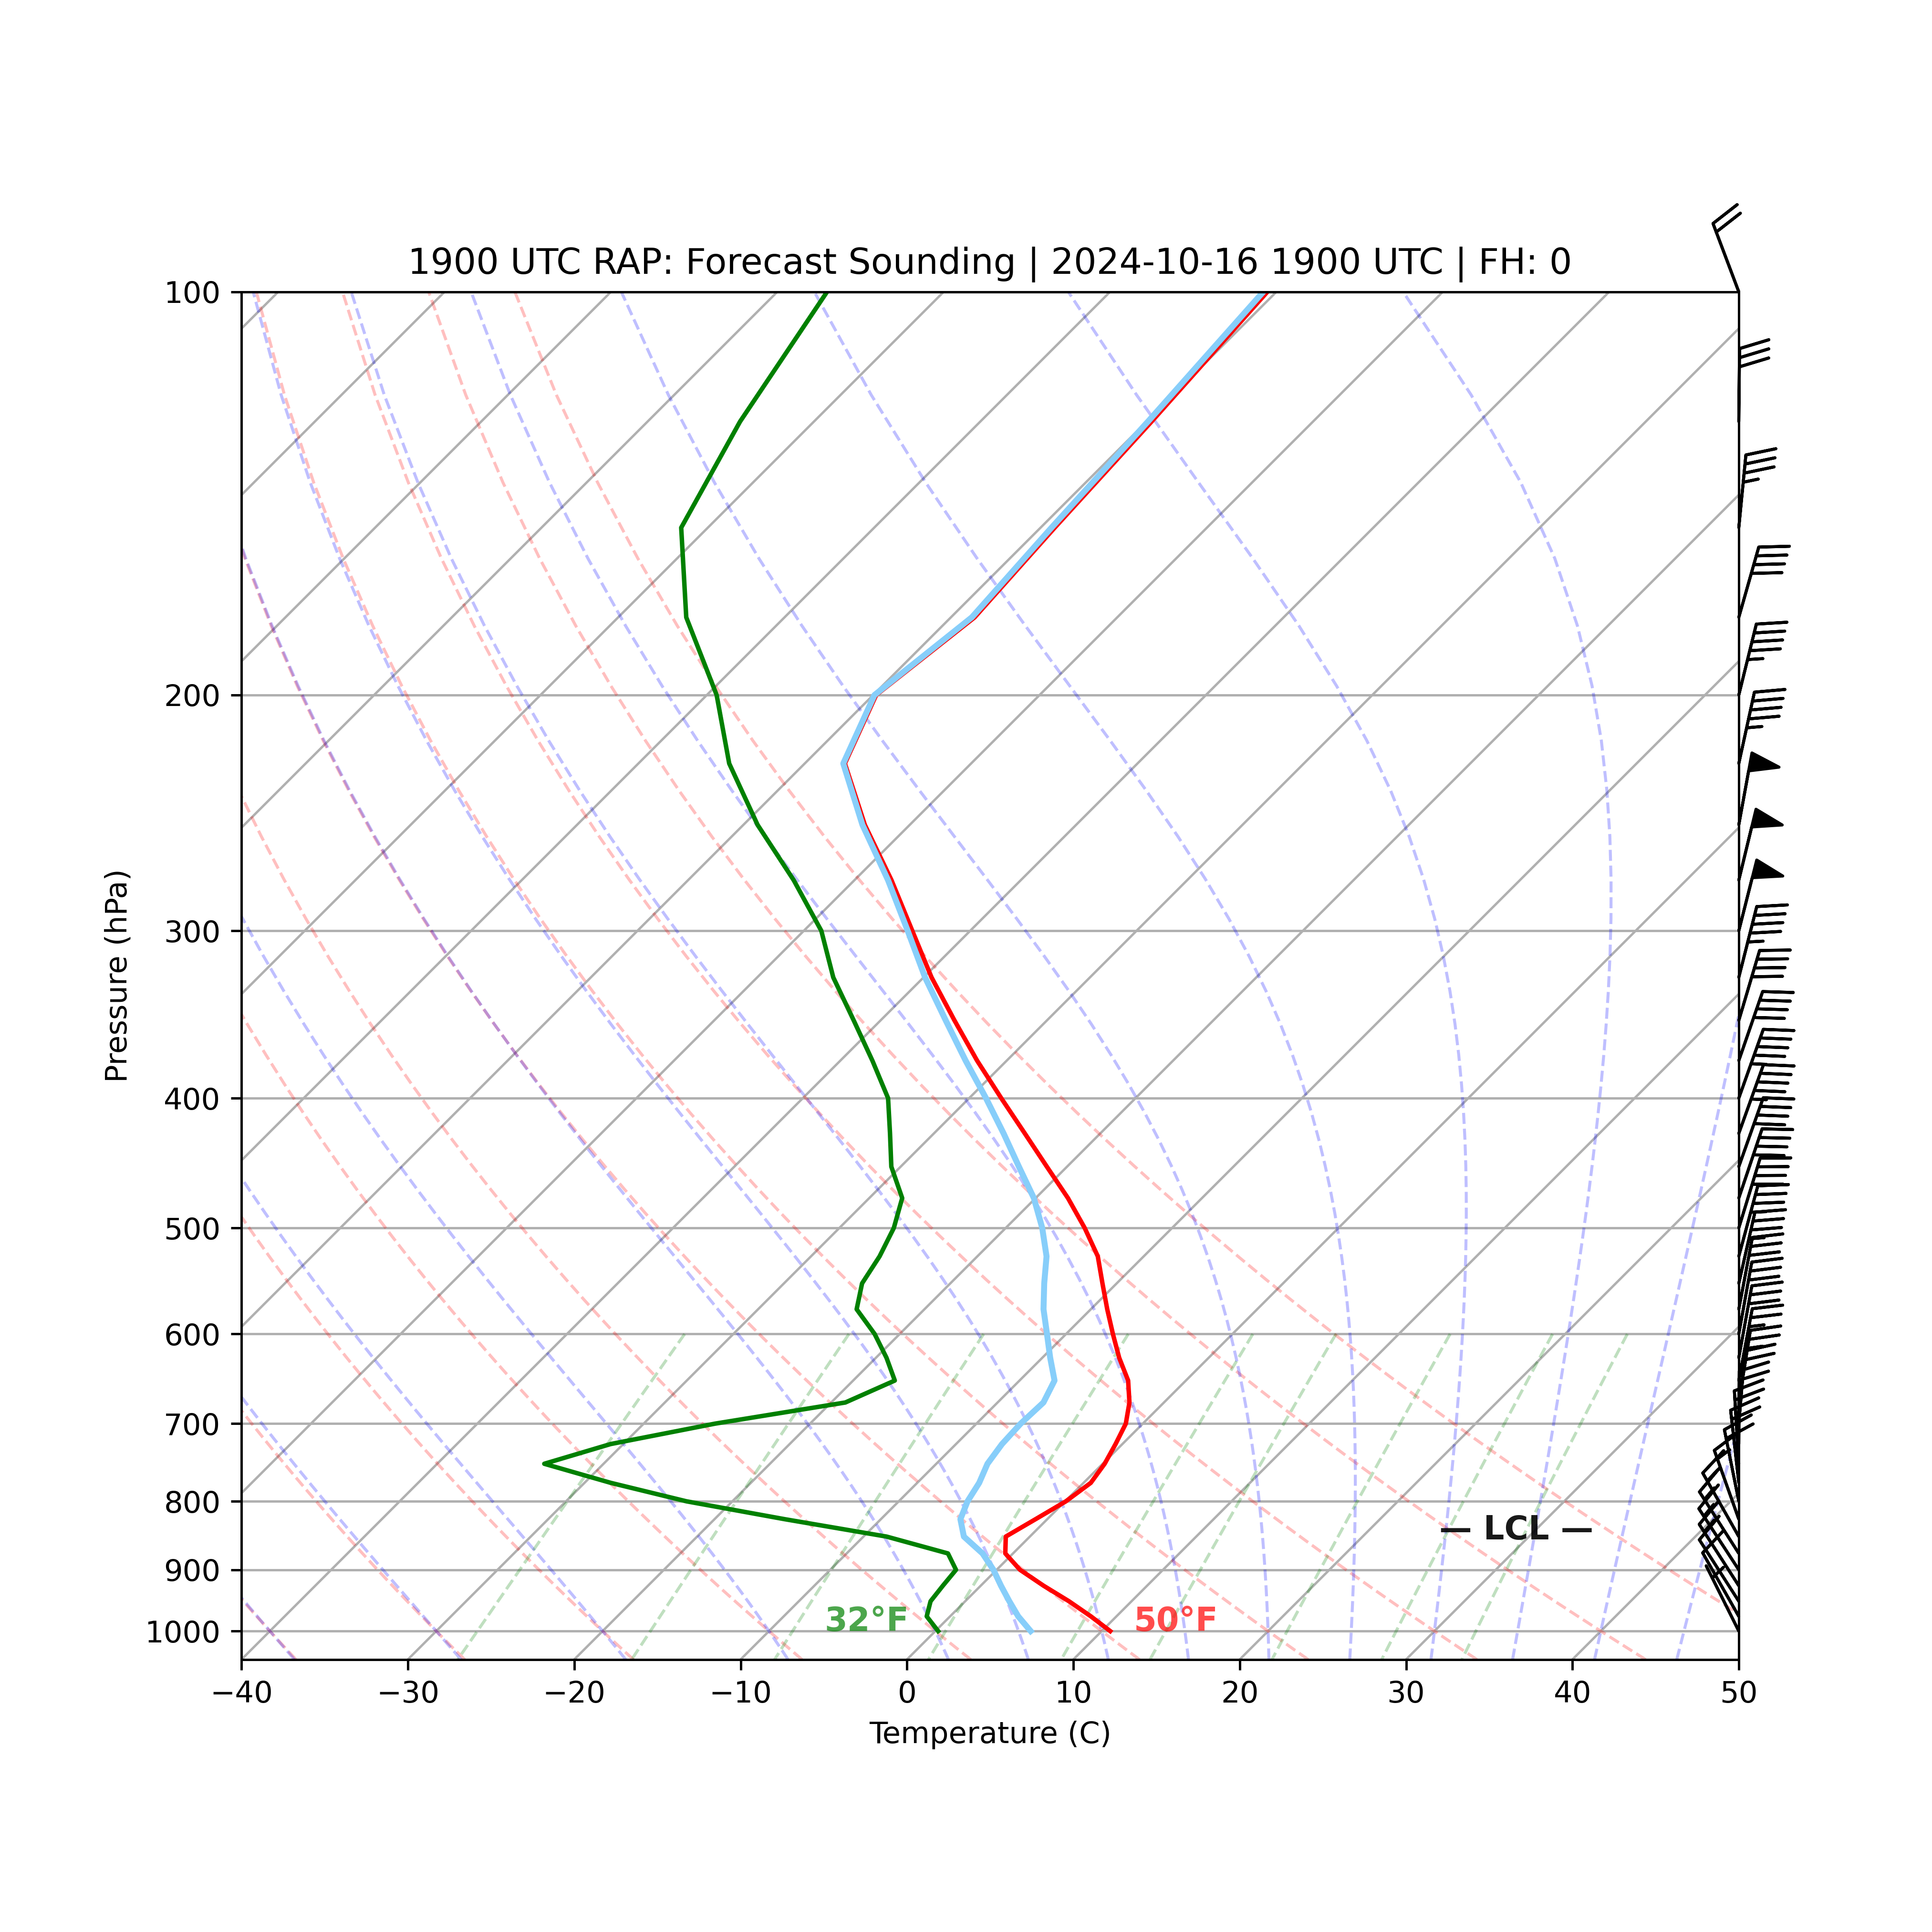 1900 UTC RAP: Forecast Sounding | 2024-10-16 1900 UTC | FH: 0
100
200
300
400
500
600
700
800
900
1000
Pressure (hPa)
— LCL —
32°F
50°F
−40 −30 −20 −10 0 10 20 30 40 50
Temperature (C)